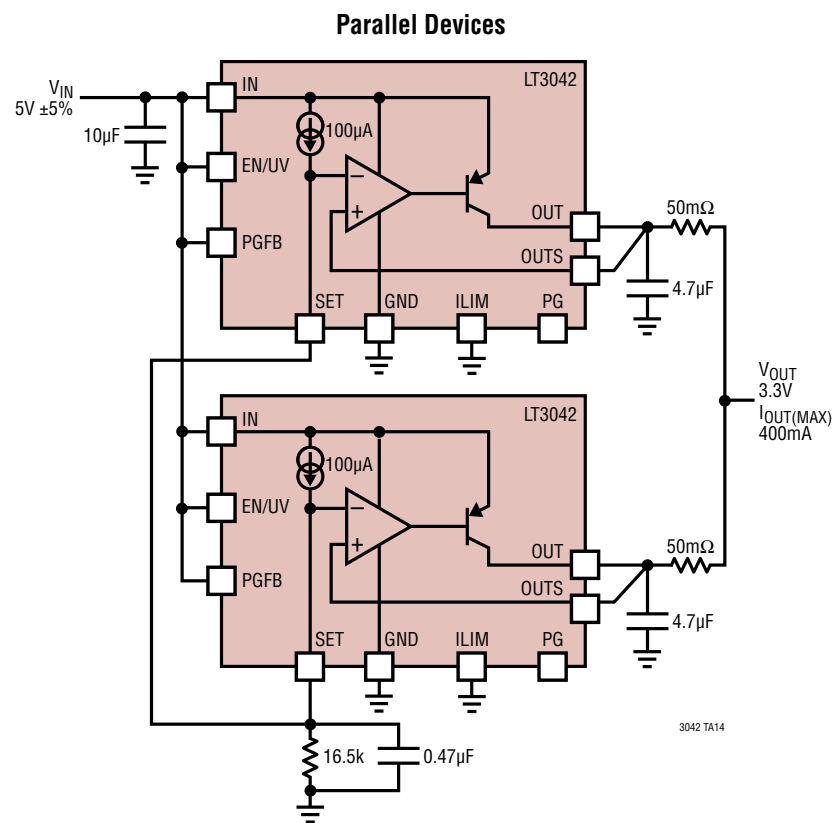 Parallel Devices
LT3042
IN
V_IN
5V ±5%
10µF
100µA
EN/UV
PGFB
−
+
OUT
OUTS
50mΩ
4.7µF
SET
GND
ILIM
PG
V_OUT
3.3V
I_OUT(MAX)
400mA
LT3042
IN
100µA
EN/UV
PGFB
−
+
OUT
OUTS
50mΩ
4.7µF
SET
GND
ILIM
PG
16.5k
0.47µF
3042 TA14